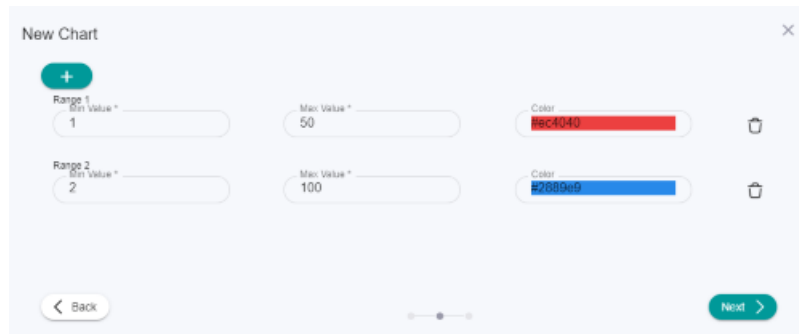 New Chart
+
Range 1
Min Value * Max Value * Color
1 50 #ec4040
Range 2
Min Value * Max Value * Color
2 100 #2889e9
Back Next